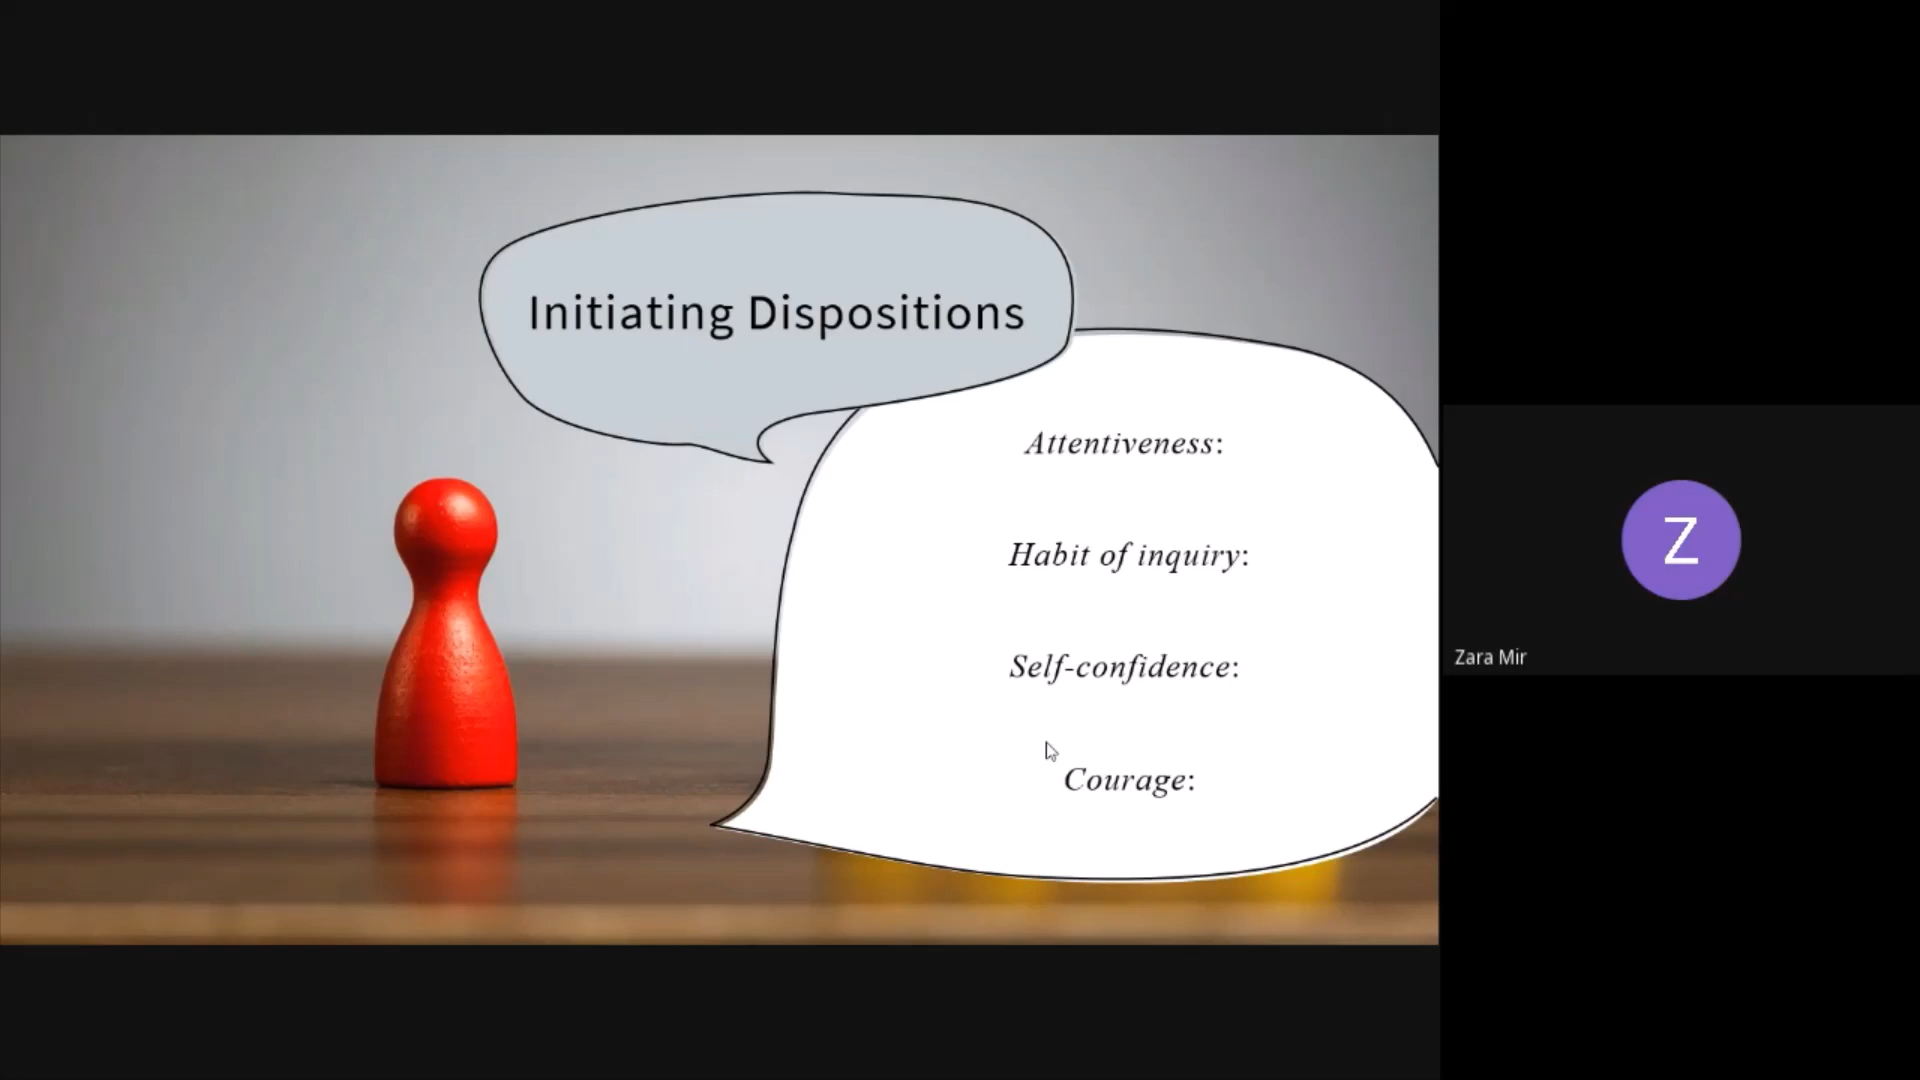 Initiating Dispositions
Attentiveness:
Habit of inquiry:
Self-confidence:
Courage:
Z
Zara Mir